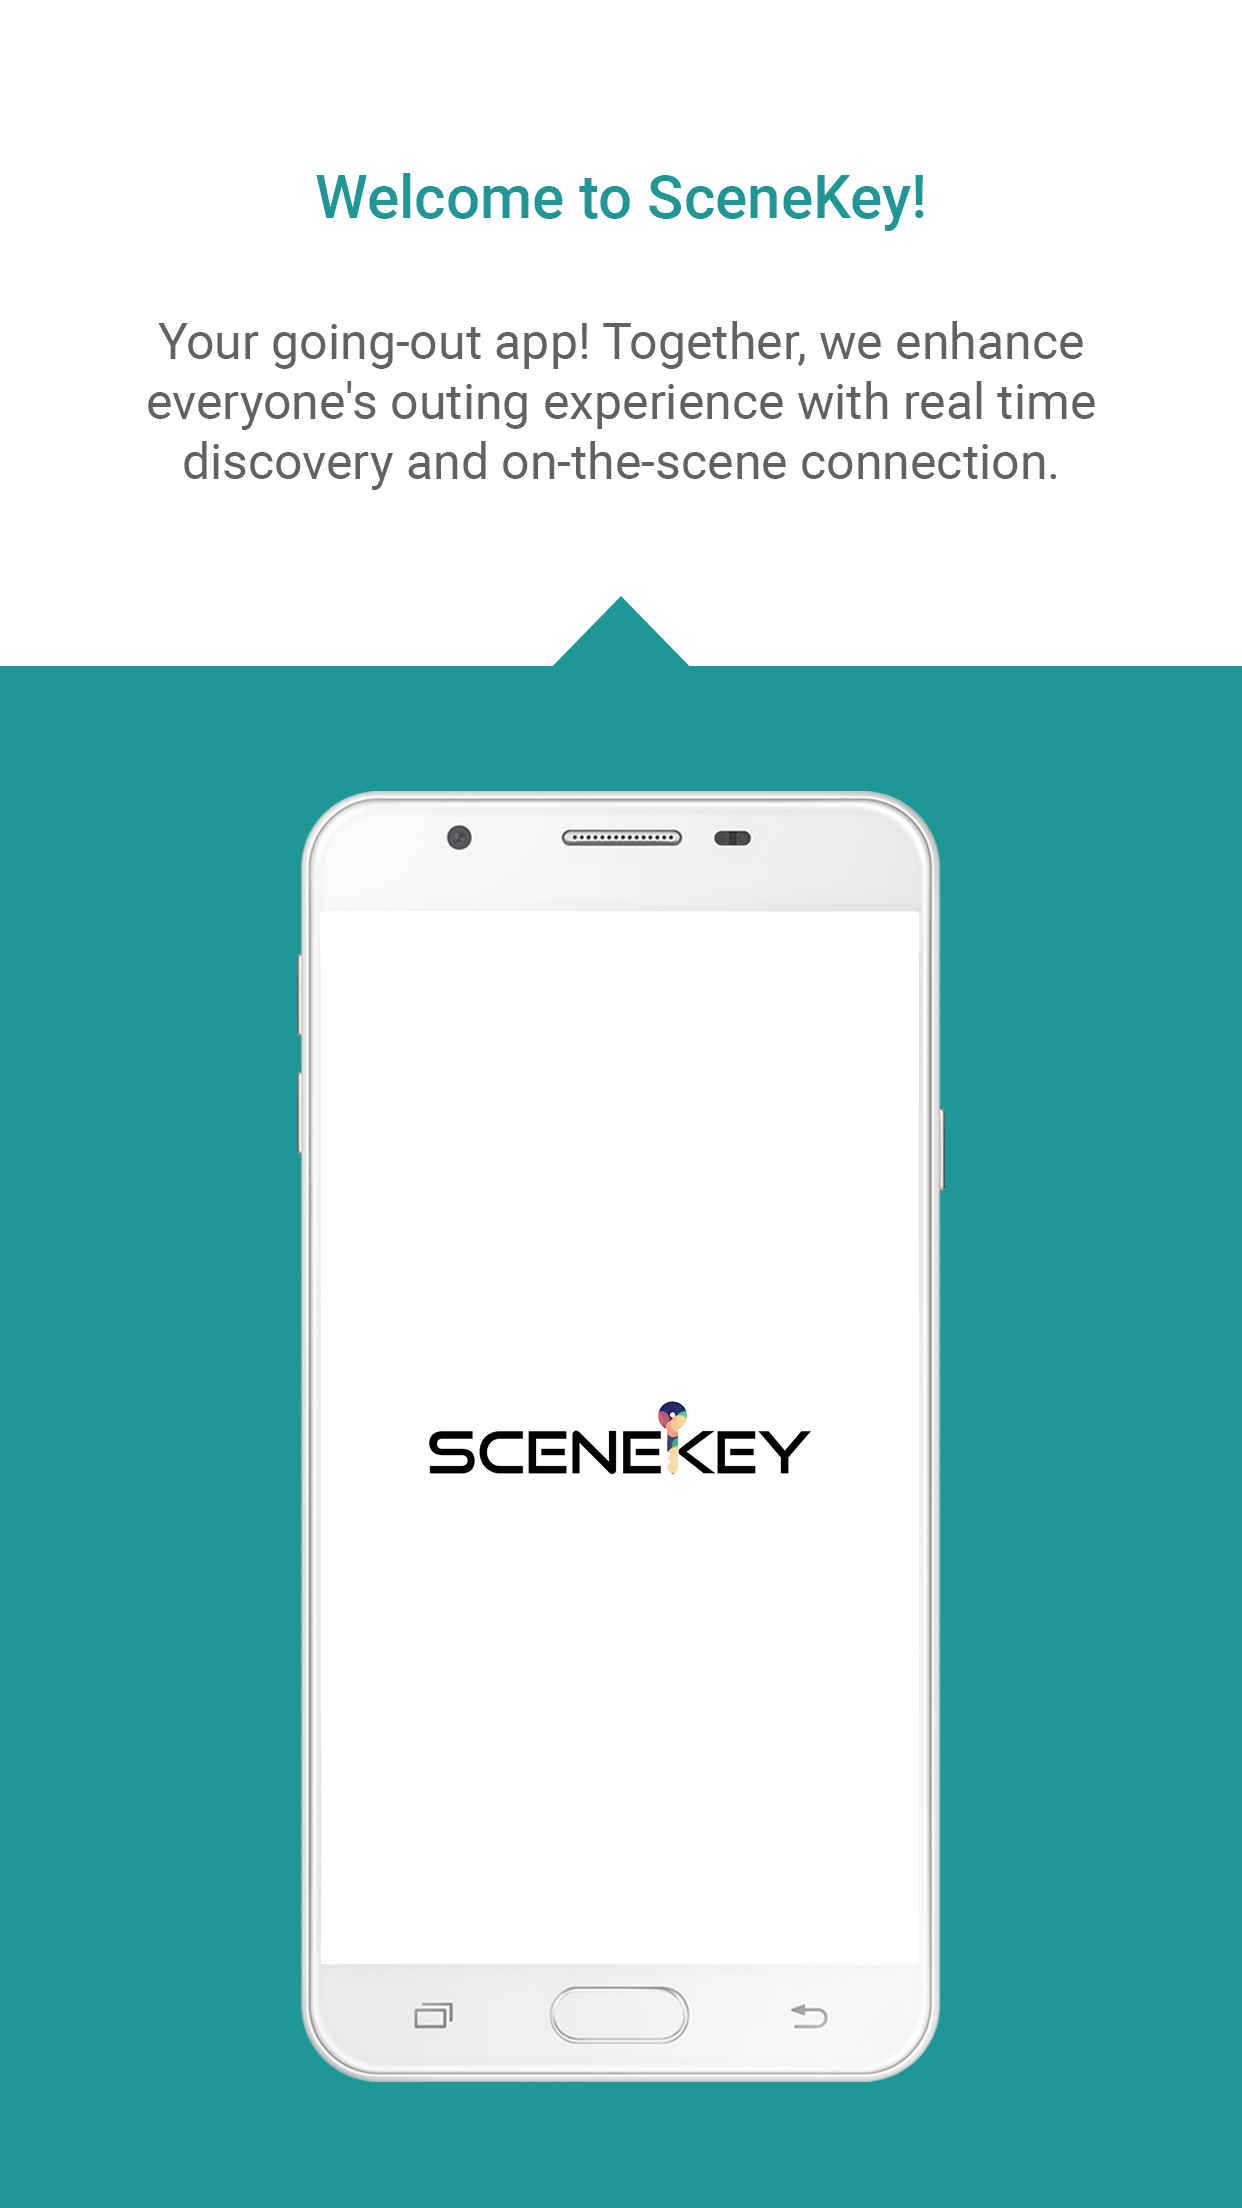 Welcome to SceneKey!
Your going-out app! Together, we enhance
everyone's outing experience with real time
discovery and on-the-scene connection.
SCENEKEY